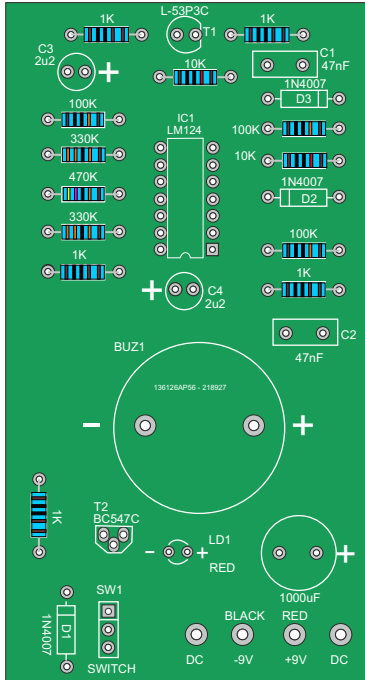 L-53P3C
1K
T1
1K
C3
2u2
+
10K
C1
47nF
1N4007
D3
100K
IC1
LM124
100K
330K
10K
470K
1N4007
D2
330K
100K
1K
1K
+
C4
2u2
C2
47nF
BUZ1
136126AP56 - 218927
- +
1K
T2
BC547C
LD1
- +
RED
+
1000uF
D1
1N4007
SW1
SWITCH
BLACK RED
DC -9V +9V DC